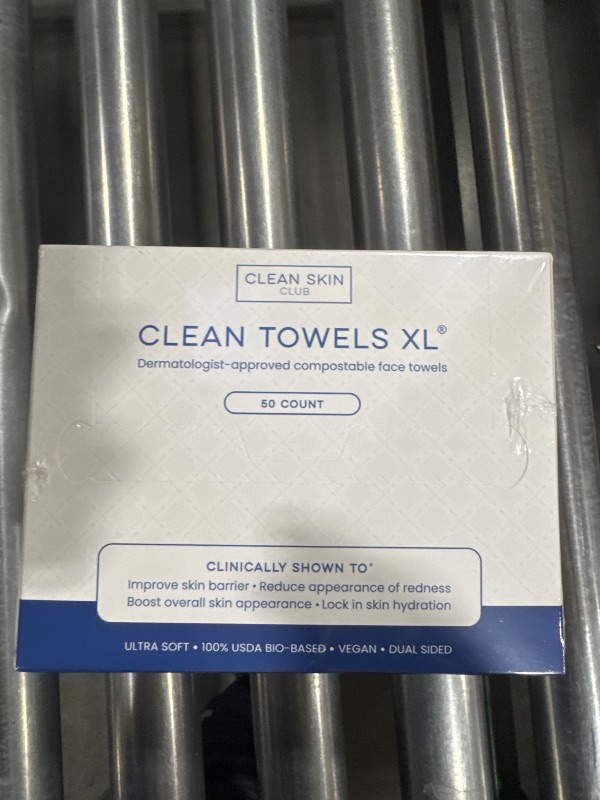 CLEAN SKIN
CLUB
CLEAN TOWELS XL®
Dermatologist-approved compostable face towels
50 COUNT
CLINICALLY SHOWN TO*
Improve skin barrier • Reduce appearance of redness
Boost overall skin appearance • Lock in skin hydration
ULTRA SOFT • 100% USDA BIO-BASED • VEGAN • DUAL SIDED